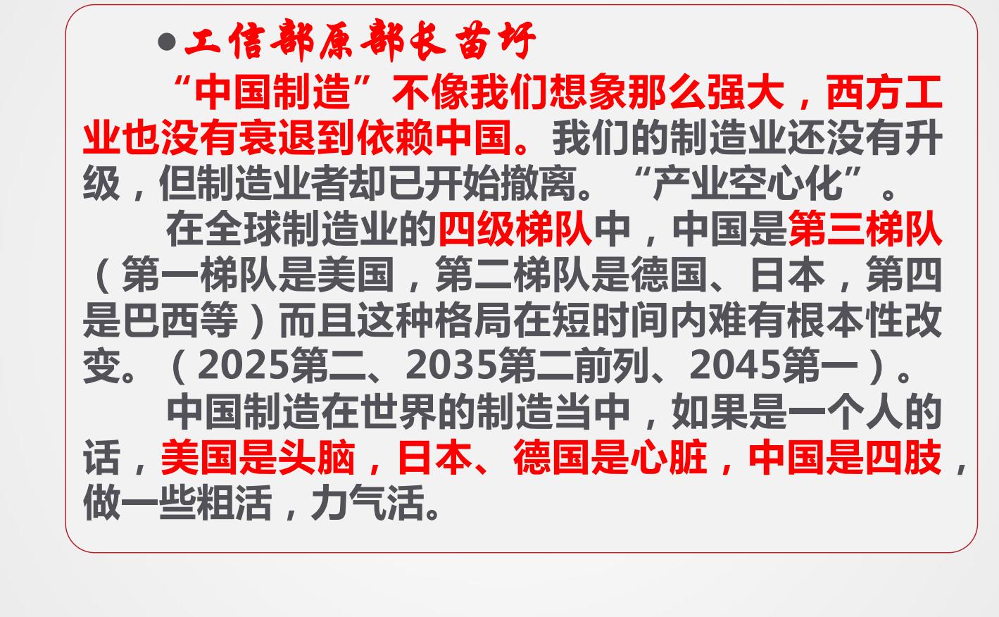 ●工信部原部长苗圩
“中国制造”不像我们想象那么强大，西方工
业也没有衰退到依赖中国。我们的制造业还没有升
级，但制造业者却已开始撤离。“产业空心化”。
在全球制造业的四级梯队中，中国是第三梯队
（第一梯队是美国，第二梯队是德国、日本，第四
是巴西等）而且这种格局在短时间内难有根本性改
变。（2025第二、2035第二前列、2045第一）。
中国制造在世界的制造当中，如果是一个人的
话，美国是头脑，日本、德国是心脏，中国是四肢，
做一些粗活，力气活。